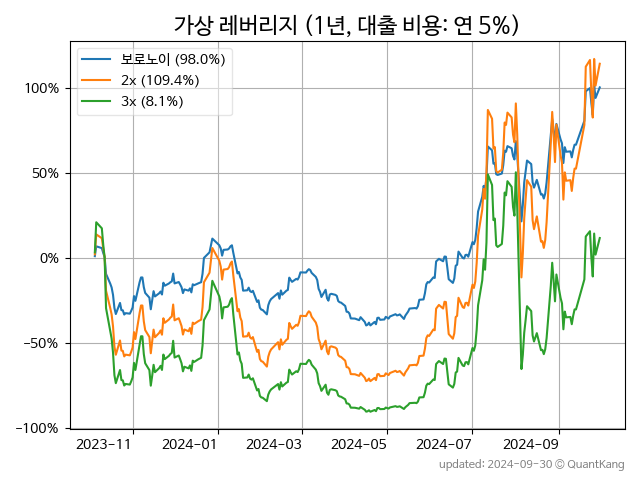 가상 레버리지 (1년, 대출 비용: 연 5%)
보로노이 (98.0%)
2x (109.4%)
3x (8.1%)
100%
50%
0%
−50%
−100%
2023−11 2024−01 2024−03 2024−05 2024−07 2024−09
updated: 2024-09-30 © QuantKang